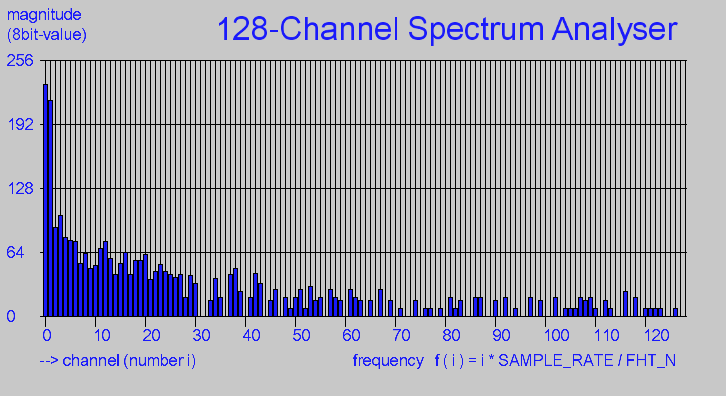 magnitude
(8bit-value)
128-Channel Spectrum Analyser
256
192
128
64
0
0 10 20 30 40 50 60 70 80 90 100 110 120
--> channel (number i)
frequency f ( i ) = i * SAMPLE_RATE / FHT_N